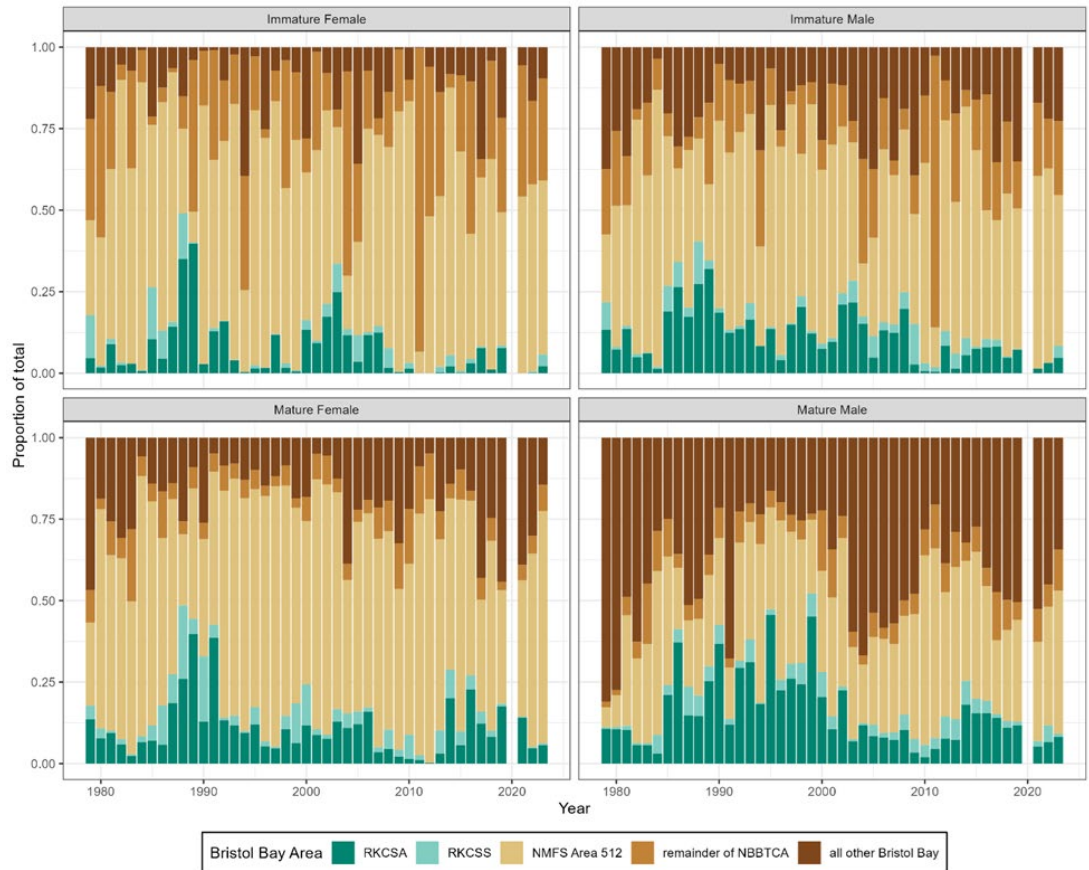 Immature Female
Immature Male
1.00
0.75
0.50
0.25
0.00
Mature Female
Mature Male
1.00
0.75
0.50
0.25
0.00
Proportion of total
1980
1990
2000
2010
2020
1980
1990
2000
2010
2020
Year
Bristol Bay Area
RKCSA
RKCSS
NMFS Area 512
remainder of NBBTCA
all other Bristol Bay